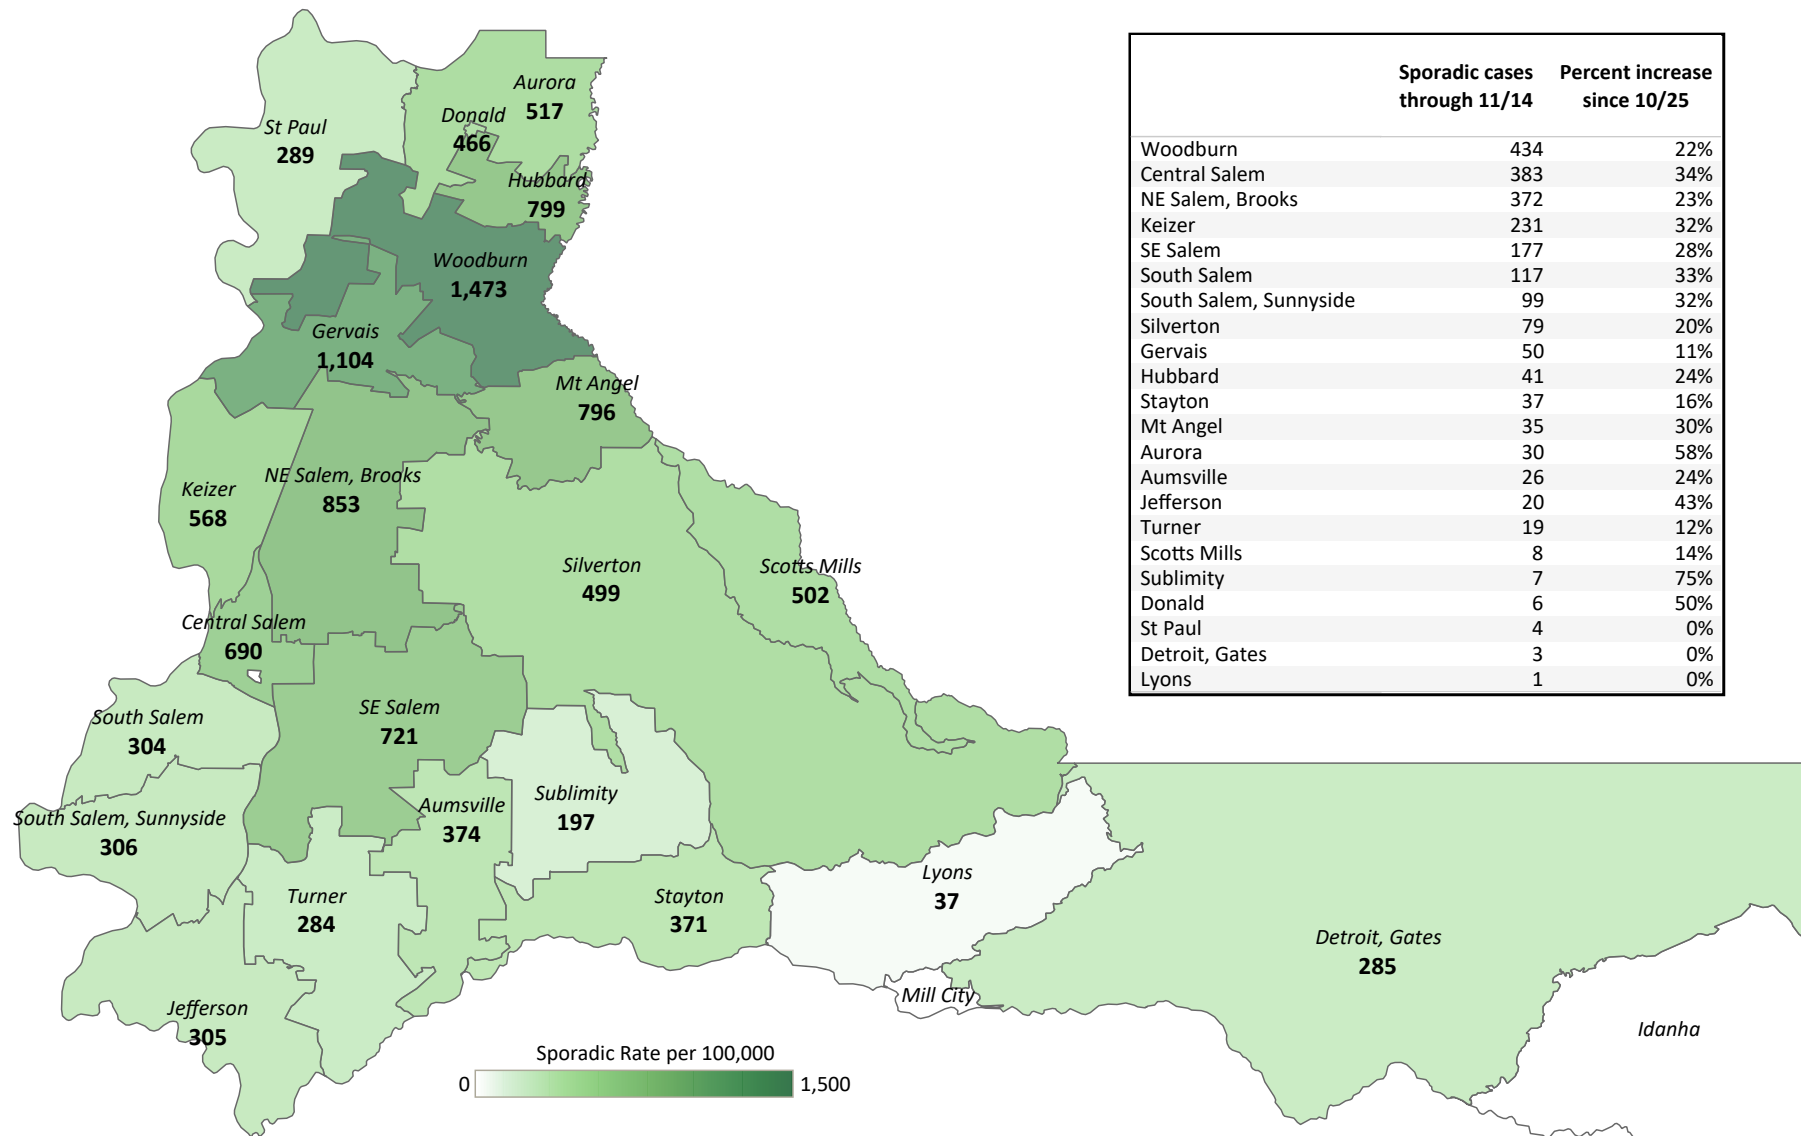 Aurora
517
Donald
466
St Paul
289
Hubbard
799
Woodburn
1,473
Gervais
1,104
Mt Angel
796
NE Salem, Brooks
853
Keizer
568
Silverton
499
Scotts Mills
502
Central Salem
690
South Salem
304
SE Salem
721
Sublimity
197
Aumsville
374
South Salem, Sunnyside
306
Lyons
37
Turner
284
Stayton
371
Detroit, Gates
285
Mill City
Jefferson
305
Idanha
Sporadic Rate per 100,000
0 1,500
Sporadic cases Percent increase
through 11/14 since 10/25
Woodburn 434 22%
Central Salem 383 34%
NE Salem, Brooks 372 23%
Keizer 231 32%
SE Salem 177 28%
South Salem 117 33%
South Salem, Sunnyside 99 32%
Silverton 79 20%
Gervais 50 11%
Hubbard 41 24%
Stayton 37 16%
Mt Angel 35 30%
Aurora 30 58%
Aumsville 26 24%
Jefferson 20 43%
Turner 19 12%
Scotts Mills 8 14%
Sublimity 7 75%
Donald 6 50%
St Paul 4 0%
Detroit, Gates 3 0%
Lyons 1 0%